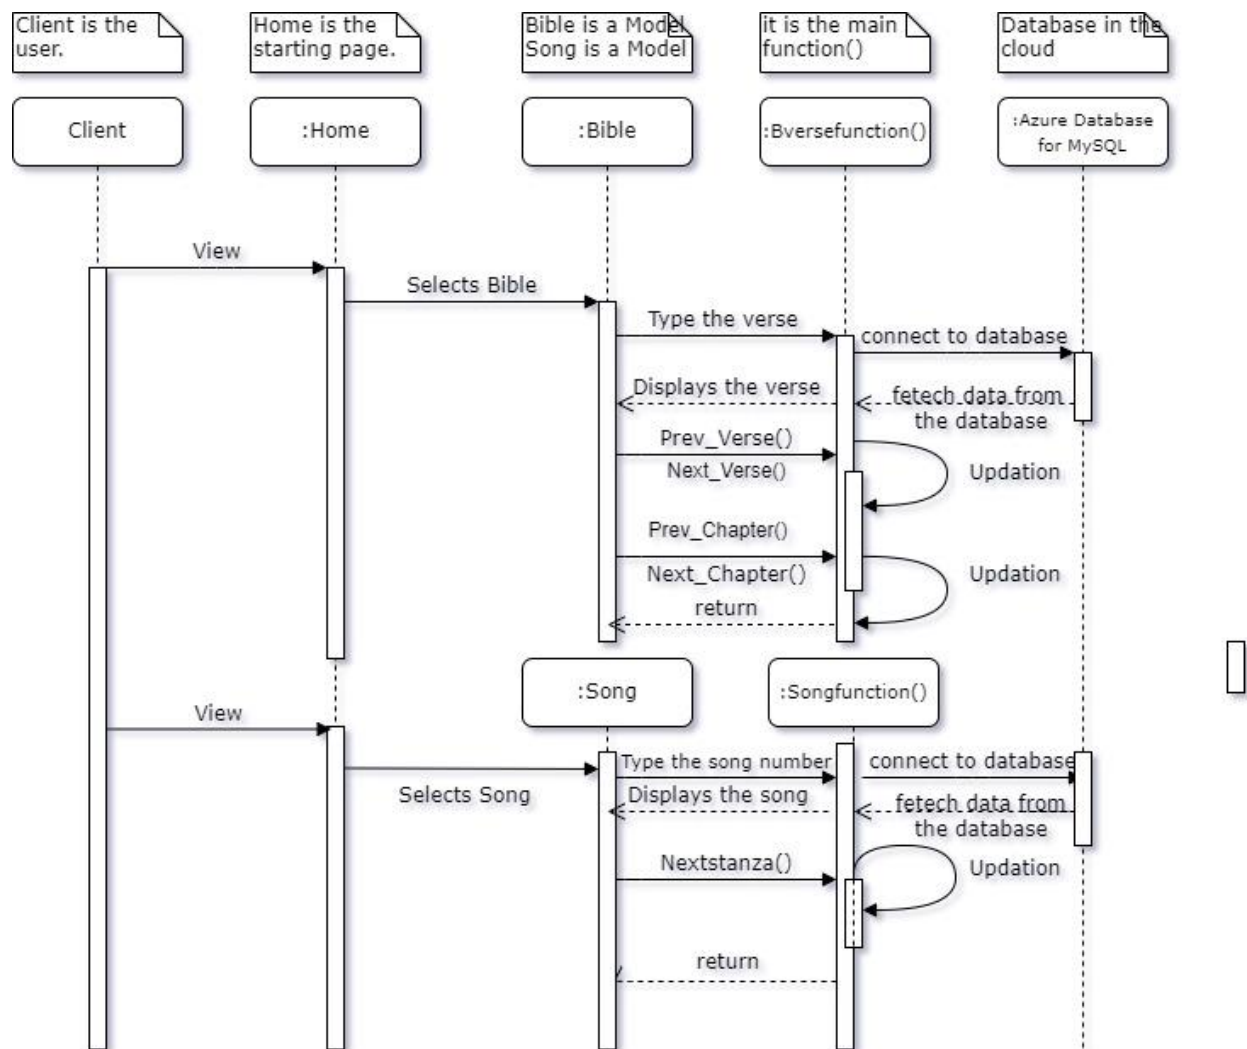 Client is the
user.
Home is the
starting page.
Bible is a Model
Song is a Model
it is the main
function()
Database in the
cloud
Client
:Home
:Bible
:Bversefunction()
:Azure Database
for MySQL
View
Selects Bible
Type the verse
connect to database
Displays the verse
fetech data from
the database
Prev_Verse()
Next_Verse()
Updation
Prev_Chapter()
Next_Chapter()
Updation
return
:Song
:Songfunction()
View
Selects Song
Type the song number
connect to database
Displays the song
fetech data from
the database
Nextstanza()
Updation
return